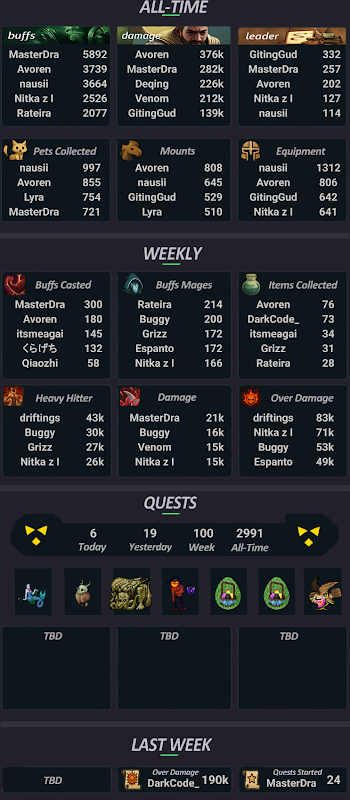 ALL-TIME
buffs damage leader
MasterDra 5892 Avoren 376k GitingGud 332
Avoren 3739 MasterDra 282k MasterDra 257
nausii 3664 Deqing 226k Avoren 202
Nitka z l 2526 Venom 212k Nitka z l 127
Rateira 2077 GitingGud 139k nausii 114
Pets Collected Mounts Equipment
nausii 997 Avoren 808 nausii 1312
Avoren 855 nausii 645 Avoren 806
Lyra 754 GitingGud 529 GitingGud 642
MasterDra 721 Lyra 510 Nitka z l 641
WEEKLY
Buffs Casted Buffs Mages Items Collected
MasterDra 300 Rateira 214 Avoren 76
Avoren 180 Buggy 200 DarkCode_ 73
itsmeagai 145 Grizz 172 itsmeagai 34
くらげち 132 Espanto 172 Grizz 31
Qiaozhi 58 Nitka z l 166 Rateira 28
Heavy Hitter Damage Over Damage
driftings 43k MasterDra 21k driftings 83k
Buggy 30k Buggy 16k Nitka z l 71k
Grizz 27k Venom 15k Buggy 53k
Nitka z l 26k Nitka z l 15k Espanto 49k
QUESTS
6 19 100 2991
Today Yesterday Week All-Time
TBD TBD TBD
LAST WEEK
TBD Over Damage Quests Started
DarkCode_ 190k MasterDra 24